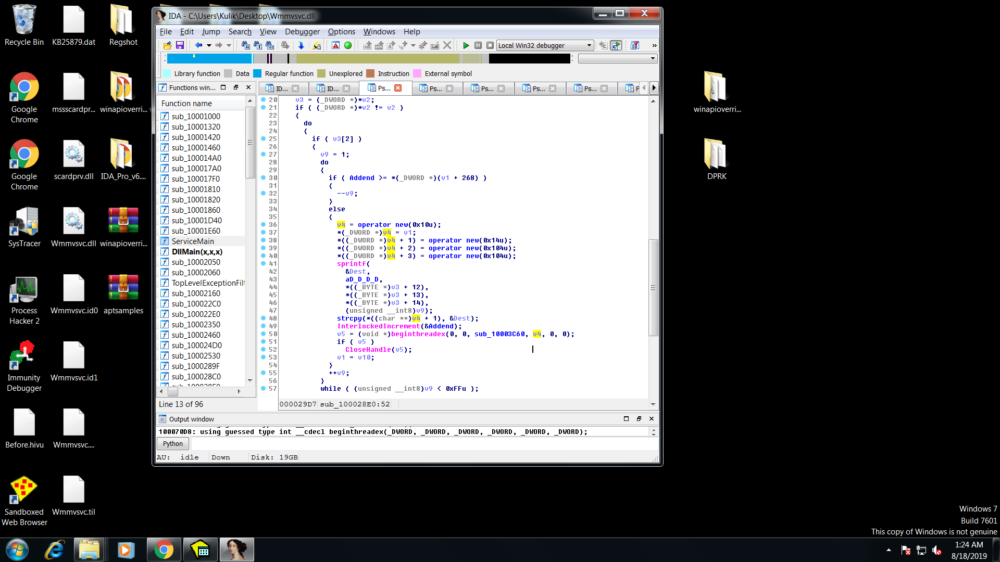 Recycle Bin
KB25879.dat
Regshot
Google Chrome
mssscardpr...
winapioverri...
Google Chrome
scardprv.dll
IDA_Pro_v6....
SysTracer
Wmmvsvc.dll
winapioverri...
Process Hacker 2
Wmmvsvc.id0
aptsamples
Immunity Debugger
Wmmvsvc.id1
Before.hivu
Wmmvsvc....
Sandboxed Web Browser
Wmmvsvc.til
IDA - C:\Users\Kulik\Desktop\Wmmvsvc.dll
File Edit Jump Search View Debugger Options Windows Help
Local Win32 debugger
Library function Data Regular function Unexplored Instruction External symbol
Functions win...
ID... ID... Ps... Ps... Ps... Ps... Ps...
Function name
sub_10001000
sub_10001320
sub_10001420
sub_10001460
sub_100014A0
sub_100017A0
sub_100017F0
sub_10001810
sub_10001820
sub_10001860
sub_10001D40
sub_10001E60
ServiceMain
DllMain(x,x,x)
sub_10002050
sub_10002060
TopLevelExceptionFilt
sub_10002160
sub_100022C0
sub_100022E0
sub_10002350
sub_10002460
sub_100024D0
sub_10002530
sub_1000289F
sub_100028C0
Line 13 of 96
20 v3 = (_DWORD *)*v2;
21 if ( (_DWORD *)*v2 != v2 )
22 {
23 do
24 {
25 if ( v3[2] )
26 {
27 v9 = 1;
28 do
29 {
30 if ( Addend >= *(_DWORD *)(v1 + 268) )
31 {
32 --v9;
33 }
34 else
35 {
36 v4 = operator new(0x10u);
37 *(_DWORD *)v4 = v1;
38 *((_DWORD *)v4 + 1) = operator new(0x14u);
39 *((_DWORD *)v4 + 2) = operator new(0x104u);
40 *((_DWORD *)v4 + 3) = operator new(0x104u);
41 sprintf(
42 &Dest,
43 aD_D_D_D,
44 *((_BYTE *)v3 + 12),
45 *((_BYTE *)v3 + 13),
46 *((_BYTE *)v3 + 14),
47 (unsigned __int8)v9);
48 strcpy(*((char **)v4 + 1), &Dest);
49 InterlockedIncrement(&Addend);
50 v5 = (void *)beginthreadex(0, 0, sub_10003C60, v4, 0, 0);
51 if ( v5 )
52 CloseHandle(v5);
53 v1 = v10;
54 }
55 ++v9;
56 }
57 while ( (unsigned __int8)v9 < 0xFFu );
000029D7 sub_100028E0:52
Output window
100070D8: using guessed type int __cdecl beginthreadex(_DWORD, _DWORD, _DWORD, _DWORD, _DWORD, _DWORD);
Python
AU: idle Down Disk: 19GB
winapioverri...
DPRK
Windows 7
Build 7601
This copy of Windows is not genuine
1:24 AM
8/18/2019